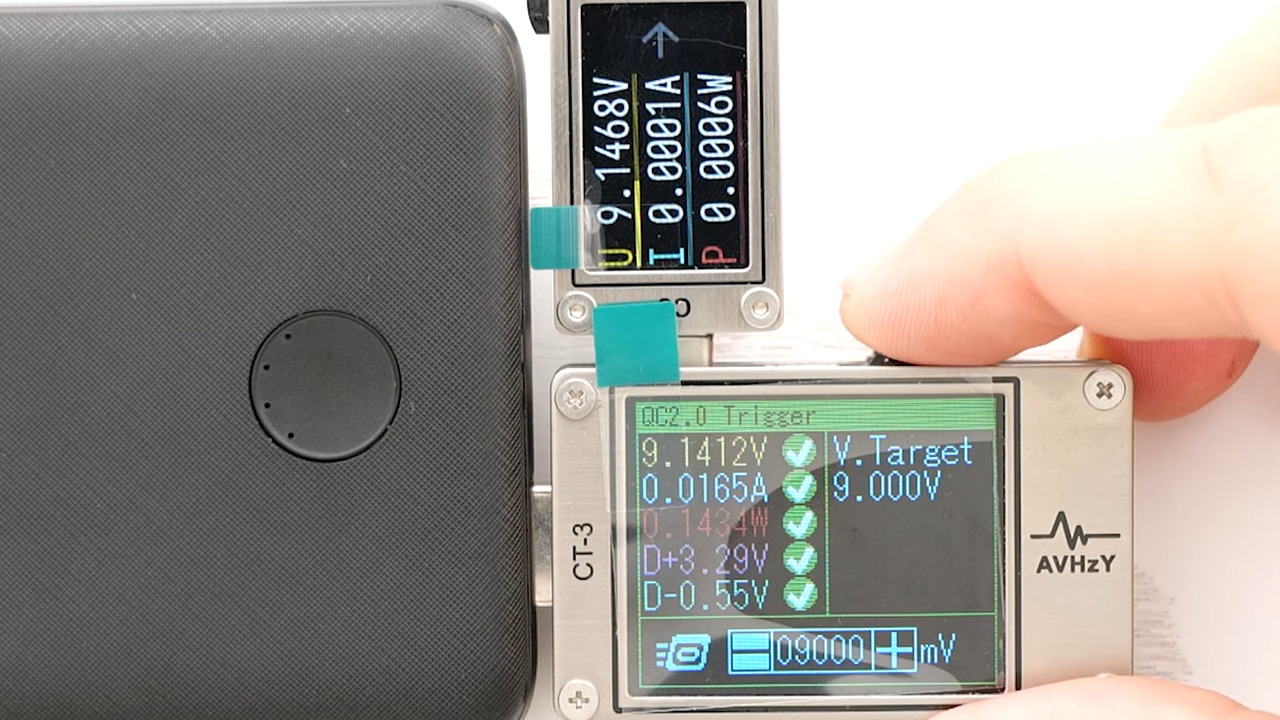 U 9.1468V
I 0.0001A
P 0.0006W
QC2.0 Trigger
9.1412V
0.0165A
0.1434W
D+3.29V
D-0.55V
V.Target
9.000V
09000 mV
CT-3
AVHzY